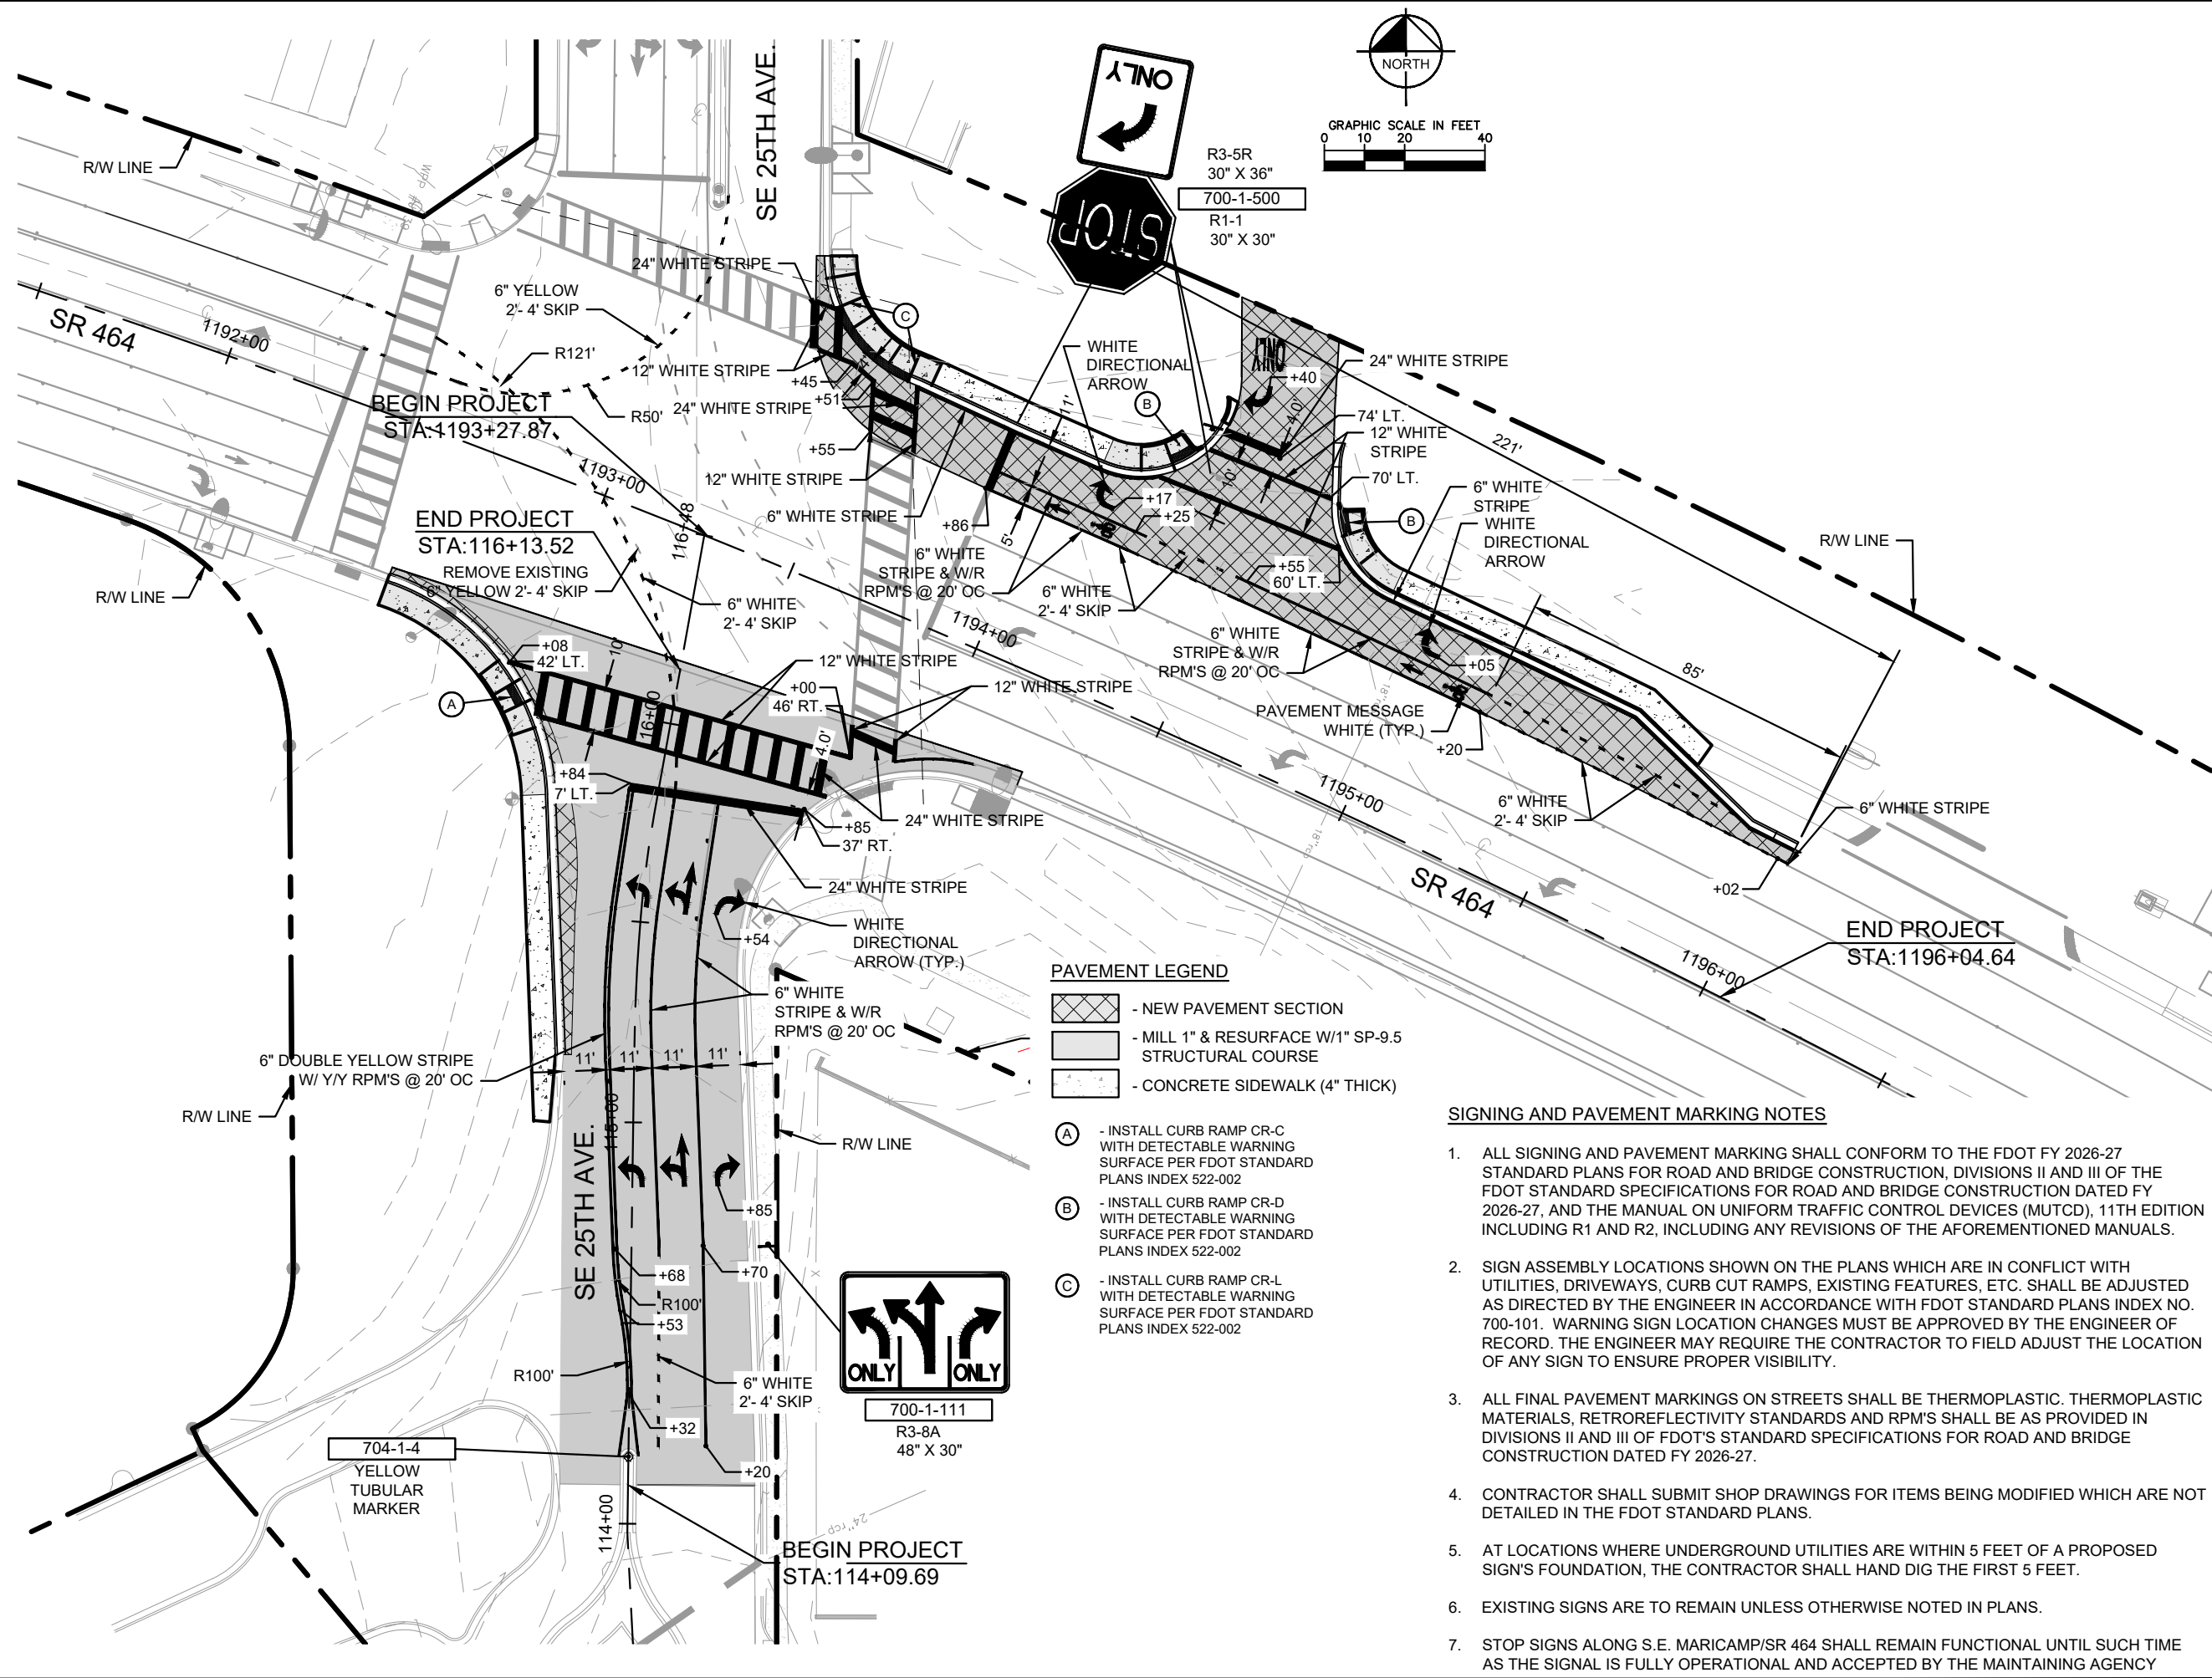 SE 25TH AVE.
ONLY
NORTH
GRAPHIC SCALE IN FEET
0 10 20 40
R3-5R
30" X 36"
700-1-500
R1-1
30" X 30"
STOP
R/W LINE
24" WHITE STRIPE
6" YELLOW
2'- 4' SKIP
SR 464
1192+00
R121'
12" WHITE STRIPE
+45
+51
WHITE
DIRECTIONAL
ARROW
ONLY
24" WHITE STRIPE
+40
C
B
11'
4.0'
BEGIN PROJECT
STA:1193+27.87
R50'
24" WHITE STRIPE
+55
74' LT.
12" WHITE
STRIPE
221'
1193+00
12" WHITE STRIPE
10'
70' LT.
END PROJECT
STA:116+13.52
116+48
6" WHITE STRIPE
+86
+17
+25
6" WHITE
STRIPE
WHITE
DIRECTIONAL
ARROW
B
R/W LINE
REMOVE EXISTING
6" YELLOW 2'- 4' SKIP
5'
6" WHITE
STRIPE & W/R
RPM'S @ 20' OC
+55
60' LT.
R/W LINE
6" WHITE
2'- 4' SKIP
6" WHITE
2'- 4' SKIP
1194+00
6" WHITE
STRIPE & W/R
RPM'S @ 20' OC
+08
42' LT.
10'
12" WHITE STRIPE
+05
85'
A
16+00
+00
46' RT.
12" WHITE STRIPE
18" rcp
PAVEMENT MESSAGE
WHITE (TYP.)
+20
4.0'
+84
7' LT.
1195+00
6" WHITE
2'- 4' SKIP
6" WHITE STRIPE
24" WHITE STRIPE
+85
37' RT.
18" rcp
24" WHITE STRIPE
SR 464
+02
WHITE
DIRECTIONAL
ARROW (TYP.)
+54
END PROJECT
STA:1196+04.64
1196+00
6" WHITE
STRIPE & W/R
RPM'S @ 20' OC
6" DOUBLE YELLOW STRIPE
W/ Y/Y RPM'S @ 20' OC
11' 11' 11' 11'
R/W LINE
115+00
SE 25TH AVE.
R/W LINE
+85
+68
+70
R100'
+53
R100'
6" WHITE
2'- 4' SKIP
ONLY ONLY
700-1-111
R3-8A
48" X 30"
+32
704-1-4
YELLOW
TUBULAR
MARKER
+20
114+00
24" rcp
BEGIN PROJECT
STA:114+09.69
PAVEMENT LEGEND
- NEW PAVEMENT SECTION
- MILL 1" & RESURFACE W/1" SP-9.5
STRUCTURAL COURSE
- CONCRETE SIDEWALK (4" THICK)
A - INSTALL CURB RAMP CR-C
WITH DETECTABLE WARNING
SURFACE PER FDOT STANDARD
PLANS INDEX 522-002
B - INSTALL CURB RAMP CR-D
WITH DETECTABLE WARNING
SURFACE PER FDOT STANDARD
PLANS INDEX 522-002
C - INSTALL CURB RAMP CR-L
WITH DETECTABLE WARNING
SURFACE PER FDOT STANDARD
PLANS INDEX 522-002
SIGNING AND PAVEMENT MARKING NOTES
1. ALL SIGNING AND PAVEMENT MARKING SHALL CONFORM TO THE FDOT FY 2026-27
STANDARD PLANS FOR ROAD AND BRIDGE CONSTRUCTION, DIVISIONS II AND III OF THE
FDOT STANDARD SPECIFICATIONS FOR ROAD AND BRIDGE CONSTRUCTION DATED FY
2026-27, AND THE MANUAL ON UNIFORM TRAFFIC CONTROL DEVICES (MUTCD), 11TH EDITION
INCLUDING R1 AND R2, INCLUDING ANY REVISIONS OF THE AFOREMENTIONED MANUALS.
2. SIGN ASSEMBLY LOCATIONS SHOWN ON THE PLANS WHICH ARE IN CONFLICT WITH
UTILITIES, DRIVEWAYS, CURB CUT RAMPS, EXISTING FEATURES, ETC. SHALL BE ADJUSTED
AS DIRECTED BY THE ENGINEER IN ACCORDANCE WITH FDOT STANDARD PLANS INDEX NO.
700-101. WARNING SIGN LOCATION CHANGES MUST BE APPROVED BY THE ENGINEER OF
RECORD. THE ENGINEER MAY REQUIRE THE CONTRACTOR TO FIELD ADJUST THE LOCATION
OF ANY SIGN TO ENSURE PROPER VISIBILITY.
3. ALL FINAL PAVEMENT MARKINGS ON STREETS SHALL BE THERMOPLASTIC. THERMOPLASTIC
MATERIALS, RETROREFLECTIVITY STANDARDS AND RPM'S SHALL BE AS PROVIDED IN
DIVISIONS II AND III OF FDOT'S STANDARD SPECIFICATIONS FOR ROAD AND BRIDGE
CONSTRUCTION DATED FY 2026-27.
4. CONTRACTOR SHALL SUBMIT SHOP DRAWINGS FOR ITEMS BEING MODIFIED WHICH ARE NOT
DETAILED IN THE FDOT STANDARD PLANS.
5. AT LOCATIONS WHERE UNDERGROUND UTILITIES ARE WITHIN 5 FEET OF A PROPOSED
SIGN'S FOUNDATION, THE CONTRACTOR SHALL HAND DIG THE FIRST 5 FEET.
6. EXISTING SIGNS ARE TO REMAIN UNLESS OTHERWISE NOTED IN PLANS.
7. STOP SIGNS ALONG S.E. MARICAMP/SR 464 SHALL REMAIN FUNCTIONAL UNTIL SUCH TIME
AS THE SIGNAL IS FULLY OPERATIONAL AND ACCEPTED BY THE MAINTAINING AGENCY